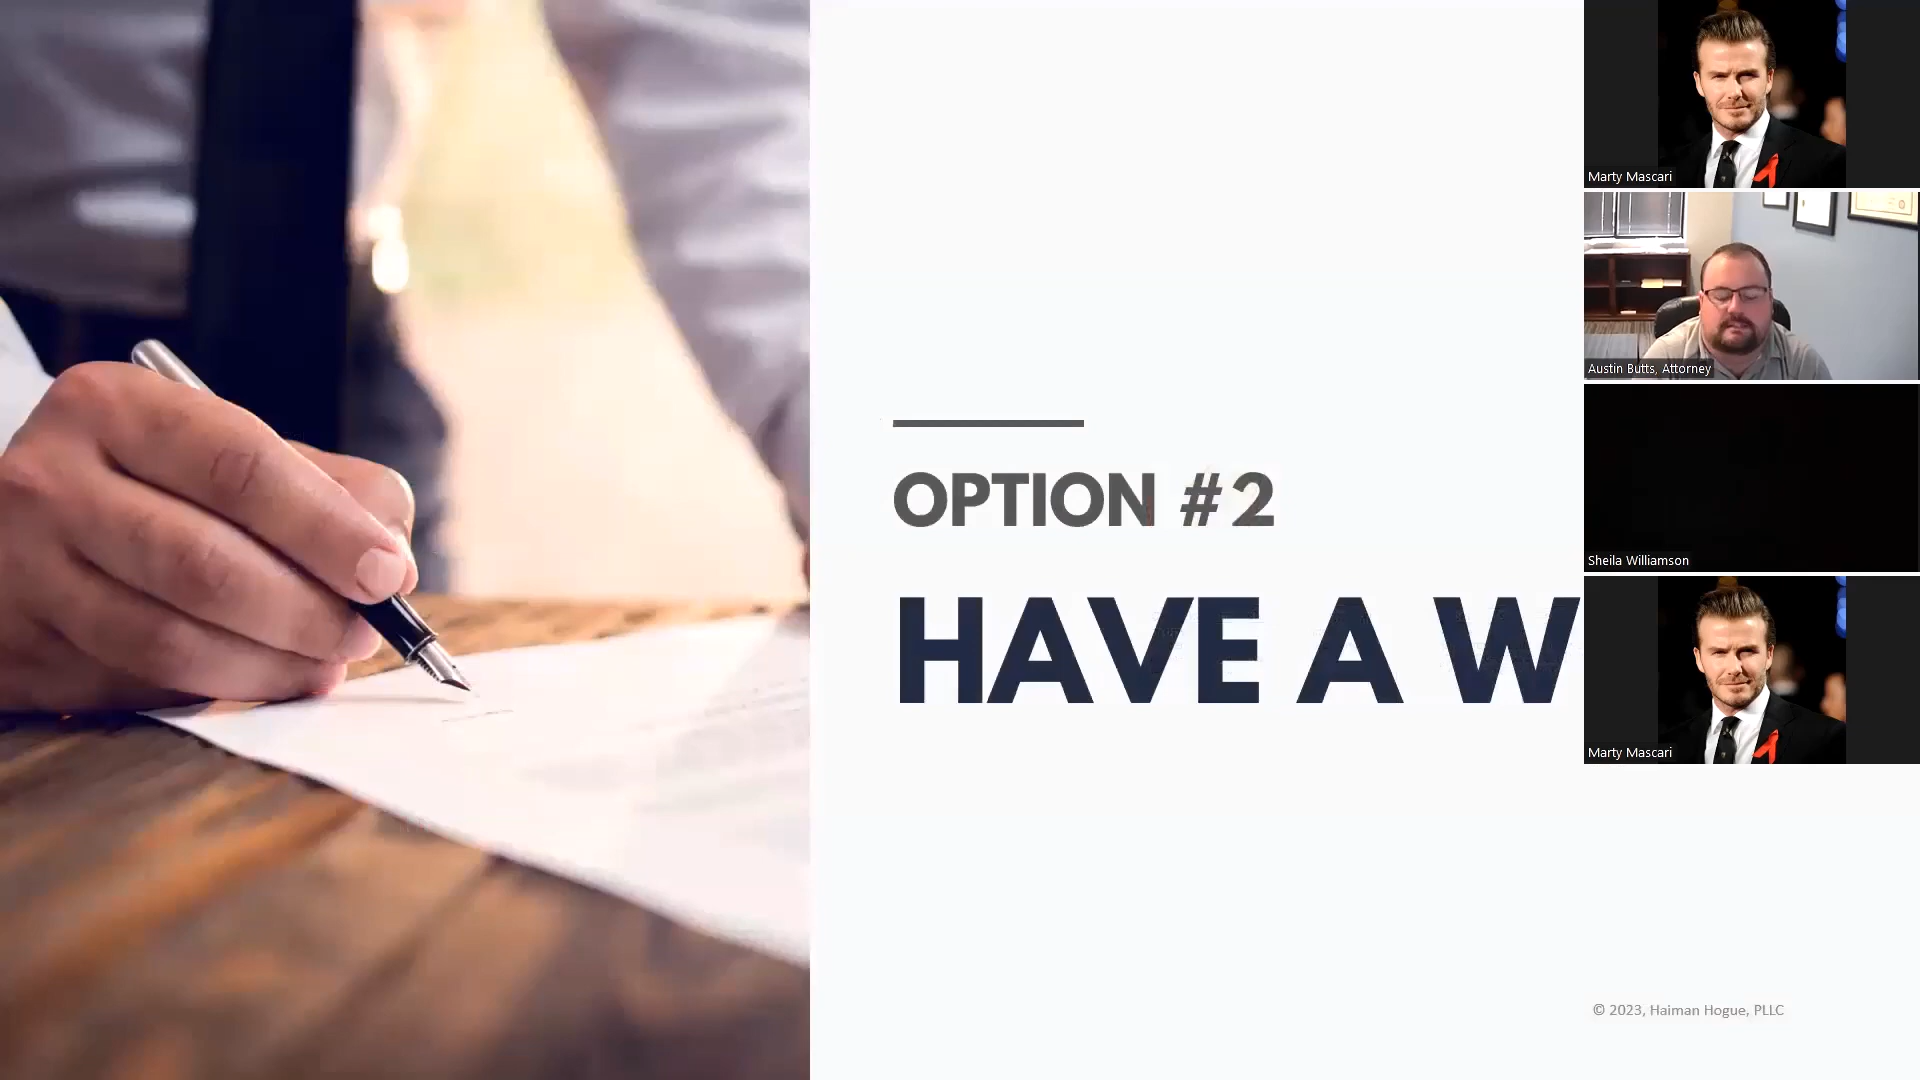 OPTION #2
HAVE A W
© 2023, Haiman Hogue, PLLC
Marty Mascari
Austin Butts, Attorney
Sheila Williamson
Marty Mascari